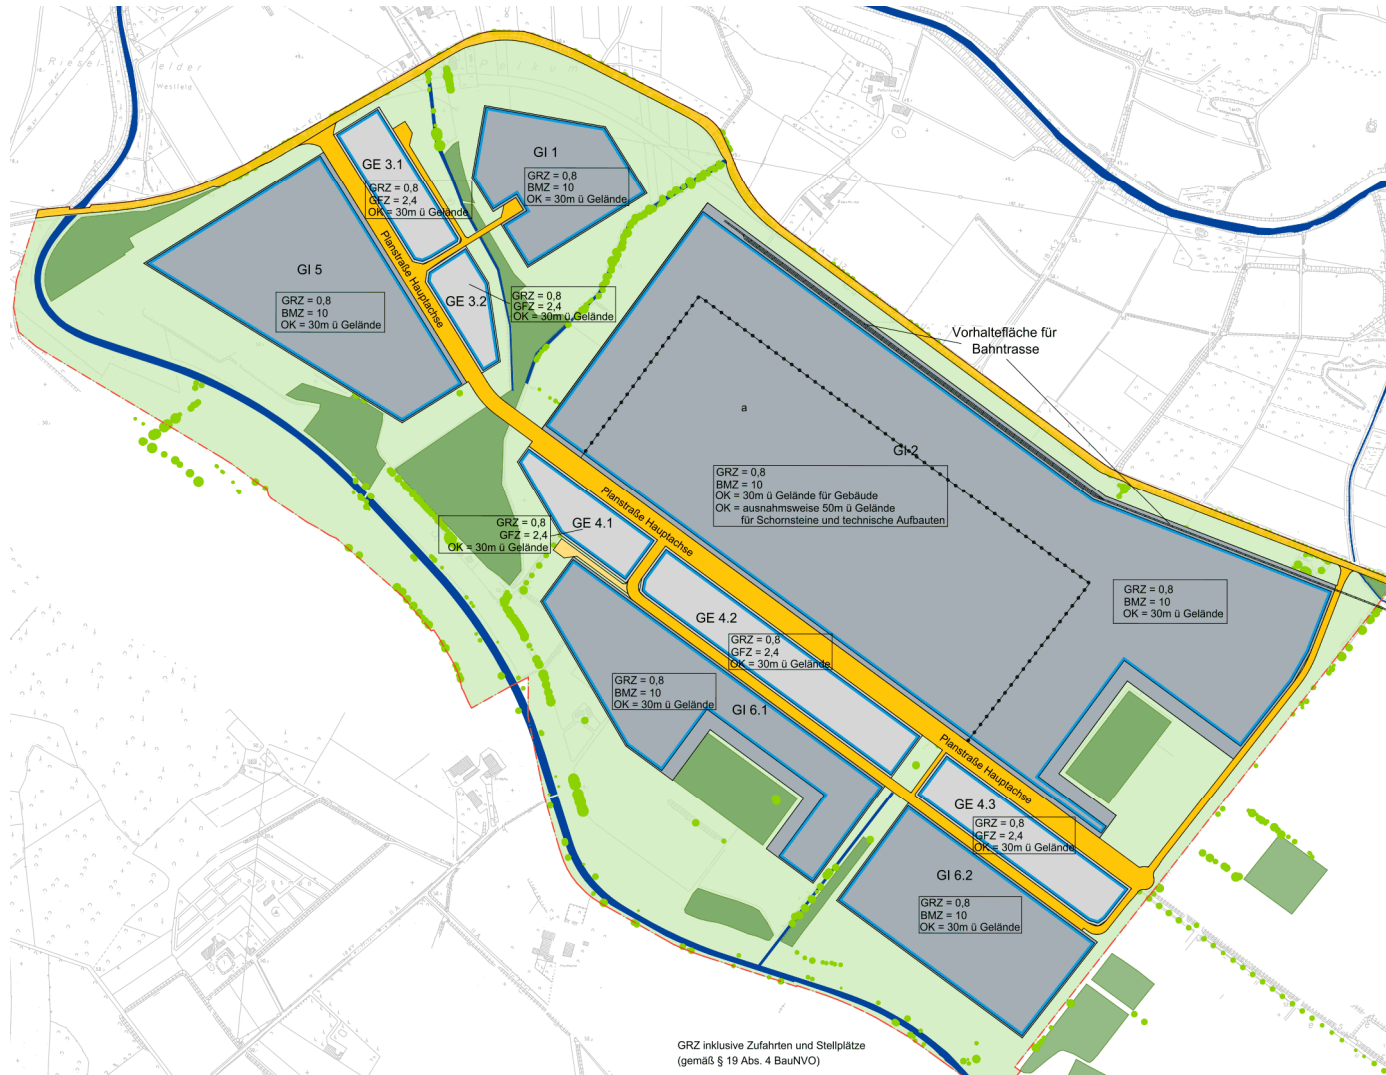 Riesel-
felder
Westfeld
GE 3.1
GRZ = 0,8
GFZ = 2,4
OK = 30m ü Gelände
GI 1
GRZ = 0,8
BMZ = 10
OK = 30m ü Gelände
GI 5
GRZ = 0,8
BMZ = 10
OK = 30m ü Gelände
Planstraße Hauptachse
GE 3.2
GRZ = 0,8
GFZ = 2,4
OK = 30m ü Gelände
Vorhaltefläche für
Bahntrasse
a
GI 2
GRZ = 0,8
BMZ = 10
OK = 30m ü Gelände für Gebäude
OK = ausnahmsweise 50m ü Gelände
für Schornsteine und technische Aufbauten
Planstraße Hauptachse
GE 4.1
GRZ = 0,8
GFZ = 2,4
OK = 30m ü Gelände
GRZ = 0,8
BMZ = 10
OK = 30m ü Gelände
GE 4.2
GRZ = 0,8
GFZ = 2,4
OK = 30m ü Gelände
GRZ = 0,8
BMZ = 10
OK = 30m ü Gelände
GI 6.1
Planstraße Hauptachse
GE 4.3
GRZ = 0,8
GFZ = 2,4
OK = 30m ü Gelände
GI 6.2
GRZ = 0,8
BMZ = 10
OK = 30m ü Gelände
GRZ inklusive Zufahrten und Stellplätze
(gemäß § 19 Abs. 4 BauNVO)